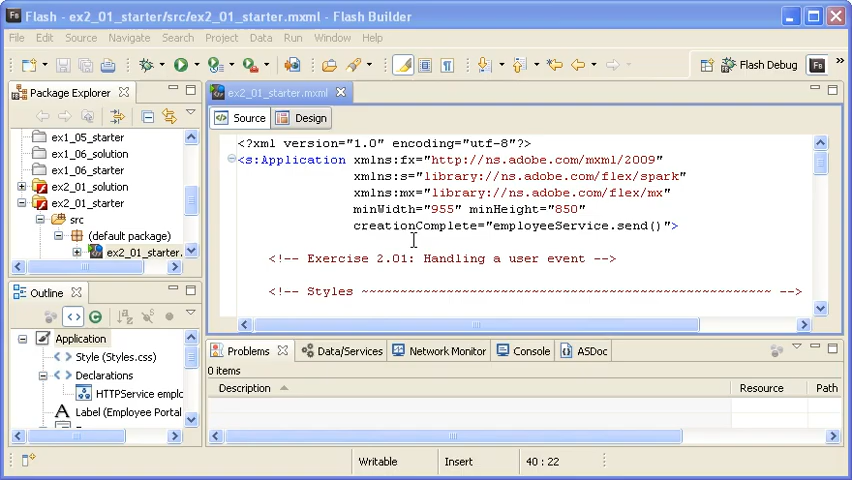 Flash - ex2_01_starter/src/ex2_01_starter.mxml - Flash Builder
File Edit Source Navigate Search Project Data Run Window Help
Flash Debug
Package Explorer
ex2_01_starter.mxml
Source Design
ex1_05_starter
ex1_06_solution
ex1_06_starter
ex2_01_solution
ex2_01_starter
src
(default package)
ex2_01_starter.
<?xml version="1.0" encoding="utf-8"?>
<s:Application xmlns:fx="http://ns.adobe.com/mxml/2009"
xmlns:s="library://ns.adobe.com/flex/spark"
xmlns:mx="library://ns.adobe.com/flex/mx"
minWidth="955" minHeight="850"
creationComplete="employeeService.send()">
<!-- Exercise 2.01: Handling a user event -->
<!-- Styles ~~~~~~~~~~~~~~~~~~~~~~~~~~~~~~~~~~~~~~~~~~~~~~~~~~~~~ -->
Outline
Application
Style (Styles.css)
Declarations
HTTPService emplo
Label (Employee Portal
Problems Data/Services Network Monitor Console ASDoc
0 items
Description Resource Path
Writable Insert 40 : 22